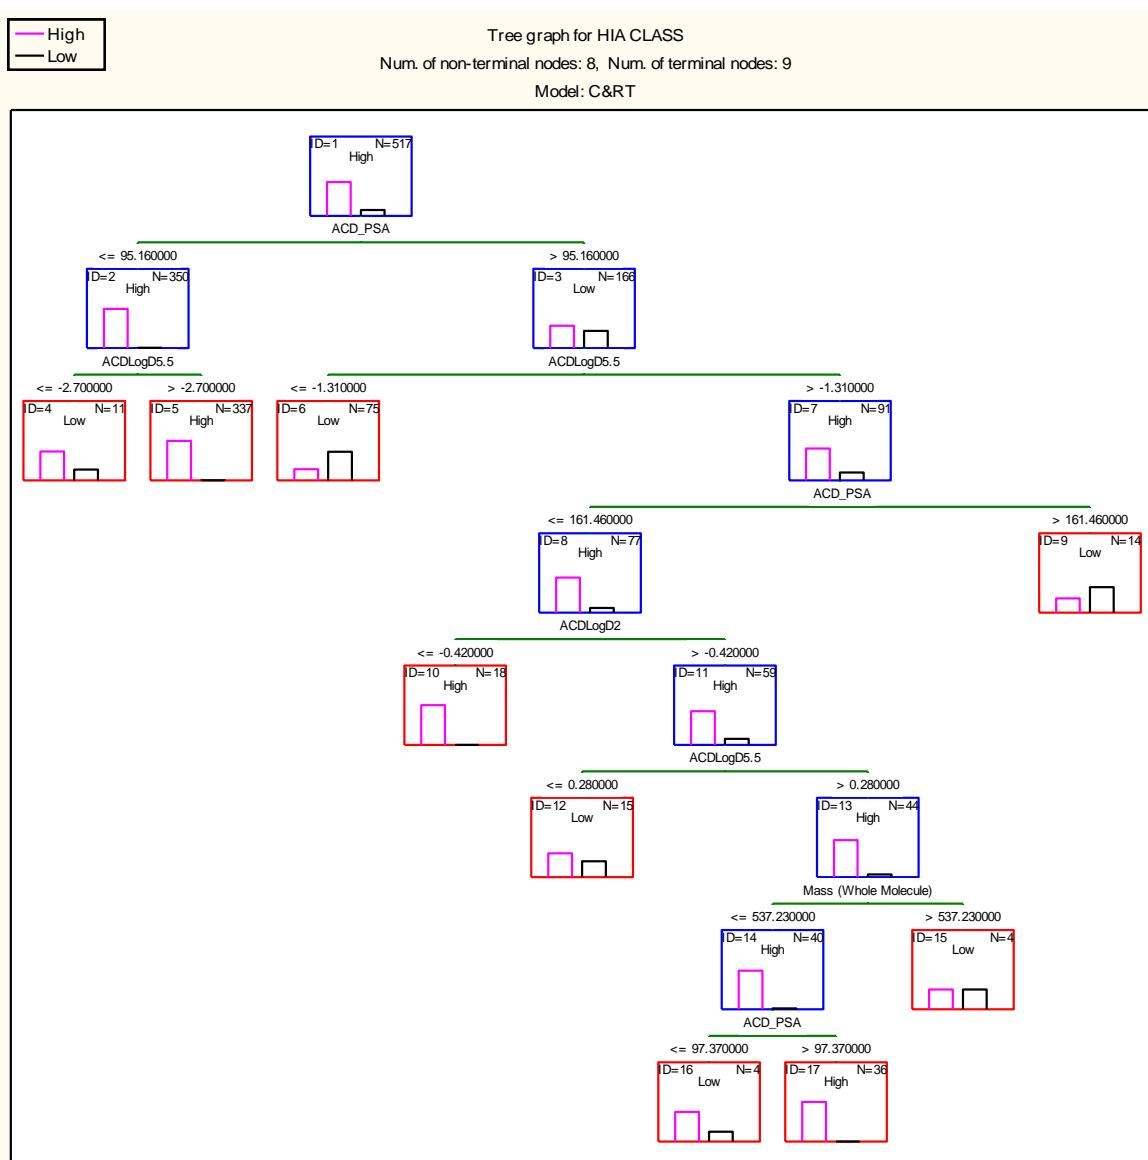 High
Low
Tree graph for HIA CLASS
Num. of non-terminal nodes: 8,  Num. of terminal nodes: 9
Model: C&RT
ID=1 N=517
High
ACD_PSA
<= 95.160000 > 95.160000
ID=2 N=350 ID=3 N=166
High Low
ACDLogD5.5 ACDLogD5.5
<= -2.700000 > -2.700000 <= -1.310000 > -1.310000
ID=4 N=11 ID=5 N=337 ID=6 N=75 ID=7 N=91
Low High Low High
ACD_PSA
<= 161.460000 > 161.460000
ID=8 N=77 ID=9 N=14
High Low
ACDLogD2
<= -0.420000 > -0.420000
ID=10 N=18 ID=11 N=59
High High
ACDLogD5.5
<= 0.280000 > 0.280000
ID=12 N=15 ID=13 N=44
Low High
Mass (Whole Molecule)
<= 537.230000 > 537.230000
ID=14 N=40 ID=15 N=4
High Low
ACD_PSA
<= 97.370000 > 97.370000
ID=16 N=4 ID=17 N=36
Low High